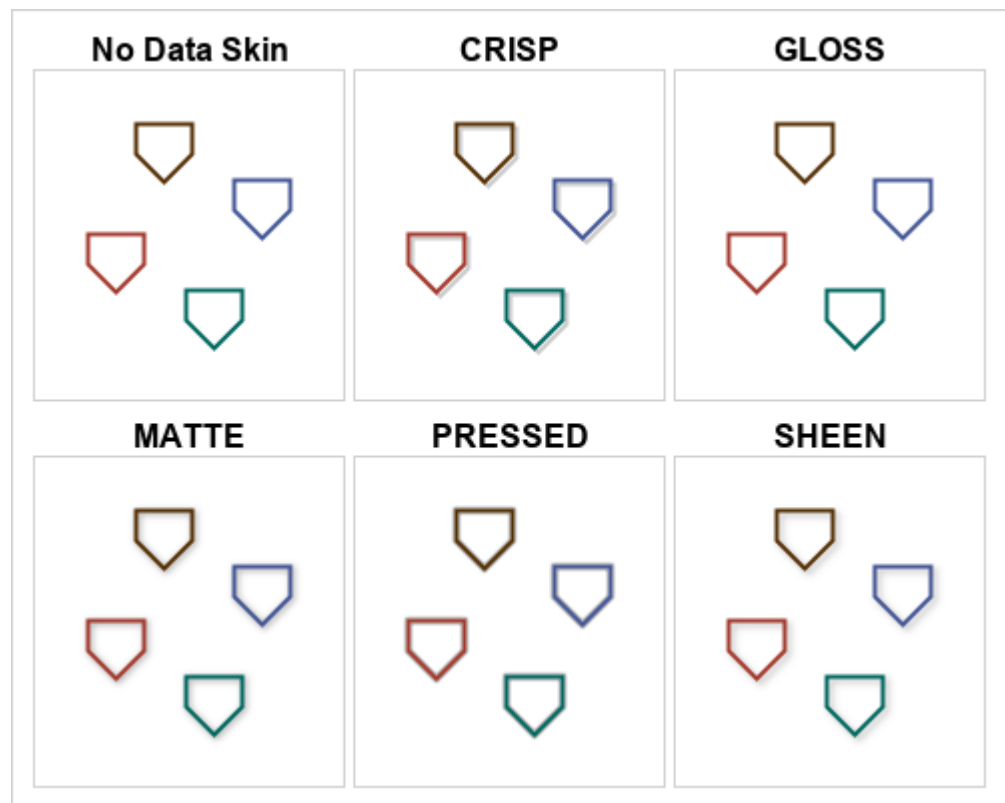 No Data Skin
CRISP
GLOSS
MATTE
PRESSED
SHEEN